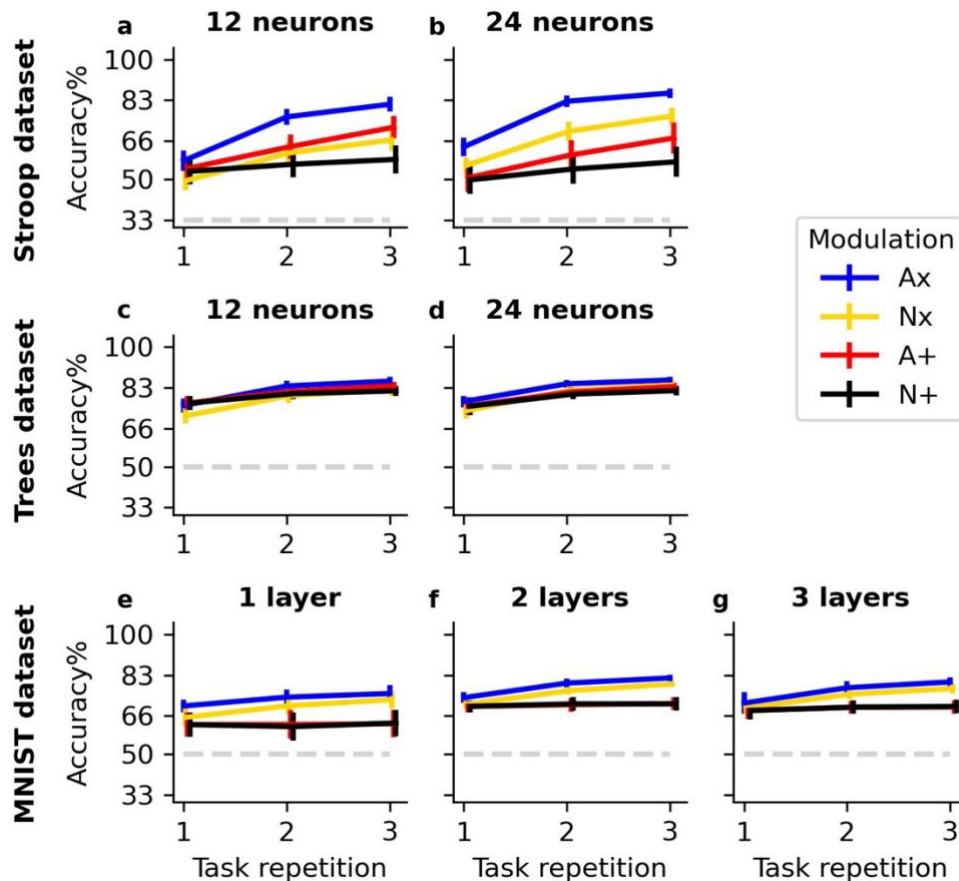 a 12 neurons
b 24 neurons
Stroop dataset
Accuracy%
100
83
66
50
33
1 2 3
1 2 3
Modulation
Ax
Nx
A+
N+
c 12 neurons
d 24 neurons
Trees dataset
Accuracy%
100
83
66
50
33
1 2 3
1 2 3
e 1 layer
f 2 layers
g 3 layers
MNIST dataset
Accuracy%
100
83
66
50
33
1 2 3
1 2 3
1 2 3
Task repetition
Task repetition
Task repetition